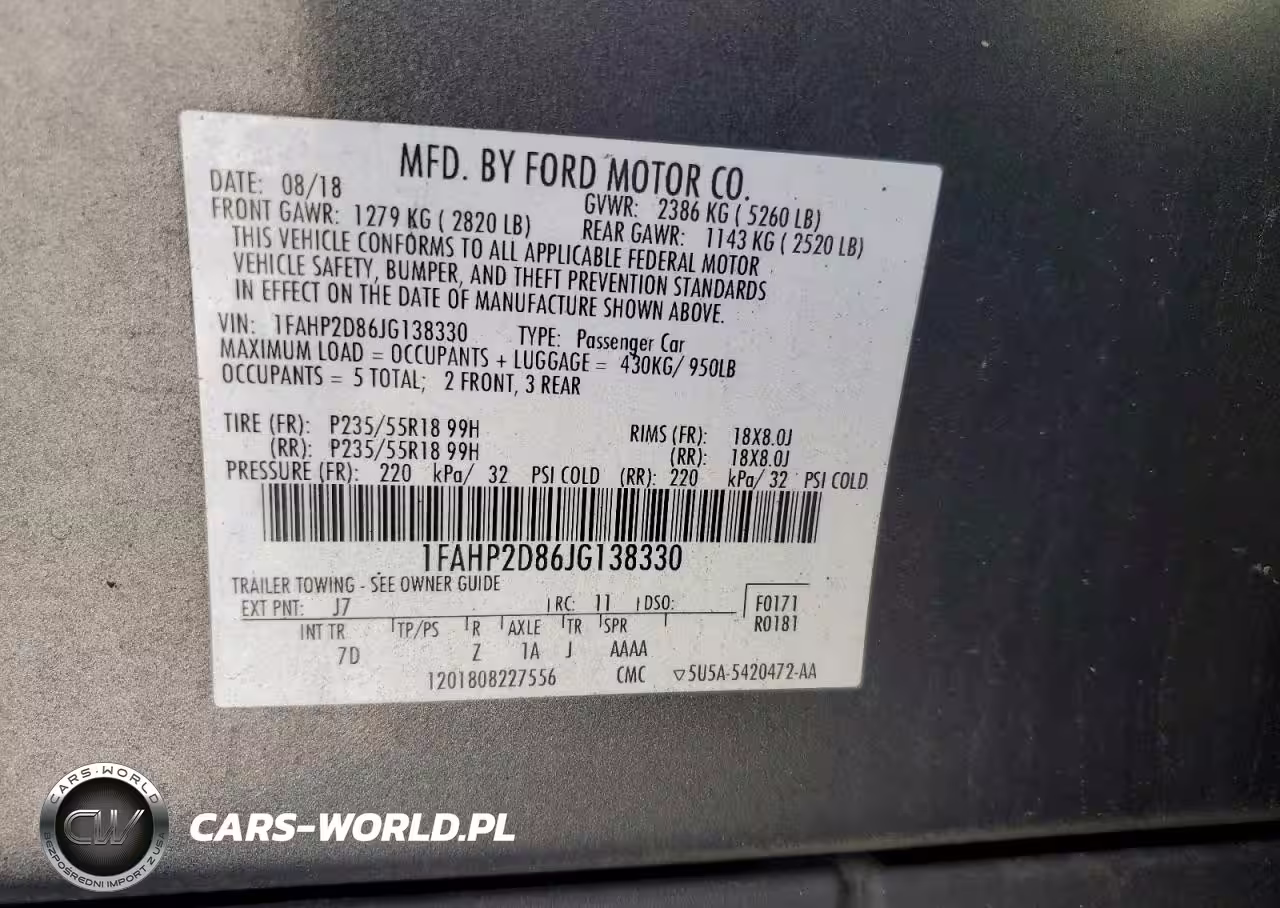 MFD. BY FORD MOTOR CO.
DATE: 08/18
GVWR: 2386 KG ( 5260 LB)
FRONT GAWR: 1279 KG ( 2820 LB)
REAR GAWR: 1143 KG ( 2520 LB)
THIS VEHICLE CONFORMS TO ALL APPLICABLE FEDERAL MOTOR
VEHICLE SAFETY, BUMPER, AND THEFT PREVENTION STANDARDS
IN EFFECT ON THE DATE OF MANUFACTURE SHOWN ABOVE.
VIN: 1FAHP2D86JG138330 TYPE: Passenger Car
MAXIMUM LOAD = OCCUPANTS + LUGGAGE = 430KG/ 950LB
OCCUPANTS = 5 TOTAL; 2 FRONT, 3 REAR
TIRE (FR): P235/55R18 99H RIMS (FR): 18X8.0J
(RR): P235/55R18 99H (RR): 18X8.0J
PRESSURE (FR): 220 kPa/ 32 PSI COLD (RR): 220 kPa/ 32 PSI COLD
1FAHP2D86JG138330
TRAILER TOWING - SEE OWNER GUIDE
EXT PNT: J7 RC: 11 DSO: F0171
INT TR TP/PS R AXLE TR SPR R0181
7D Z 1A J AAAA
1201808227556 CMC ▽5U5A-5420472-AA
CARS-WORLD
CW
BEZPOŚREDNI IMPORT Z USA
CARS-WORLD.PL